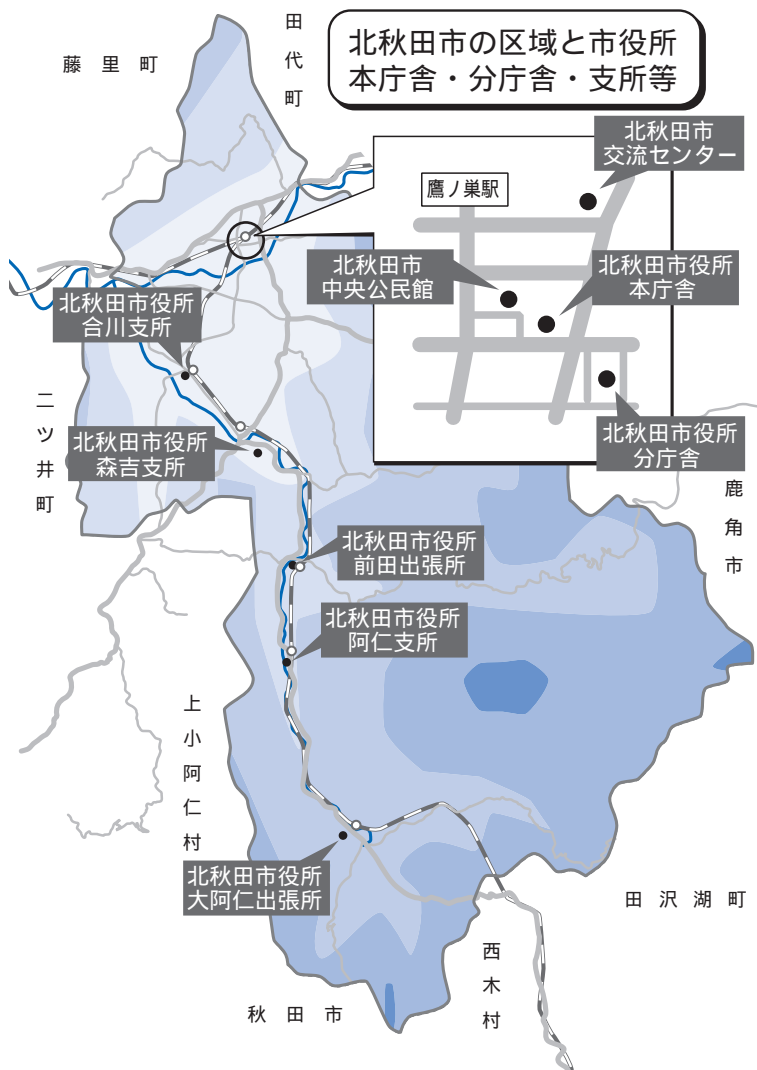 北秋田市の区域と市役所
本庁舎・分庁舎・支所等
藤里町
田代町
北秋田市
交流センター
鷹ノ巣駅
北秋田市
中央公民館
北秋田市役所
本庁舎
北秋田市役所
合川支所
二ツ井町
北秋田市役所
森吉支所
北秋田市役所
分庁舎
鹿角市
北秋田市役所
前田出張所
北秋田市役所
阿仁支所
上小阿仁村
北秋田市役所
大阿仁出張所
田沢湖町
西木村
秋田市